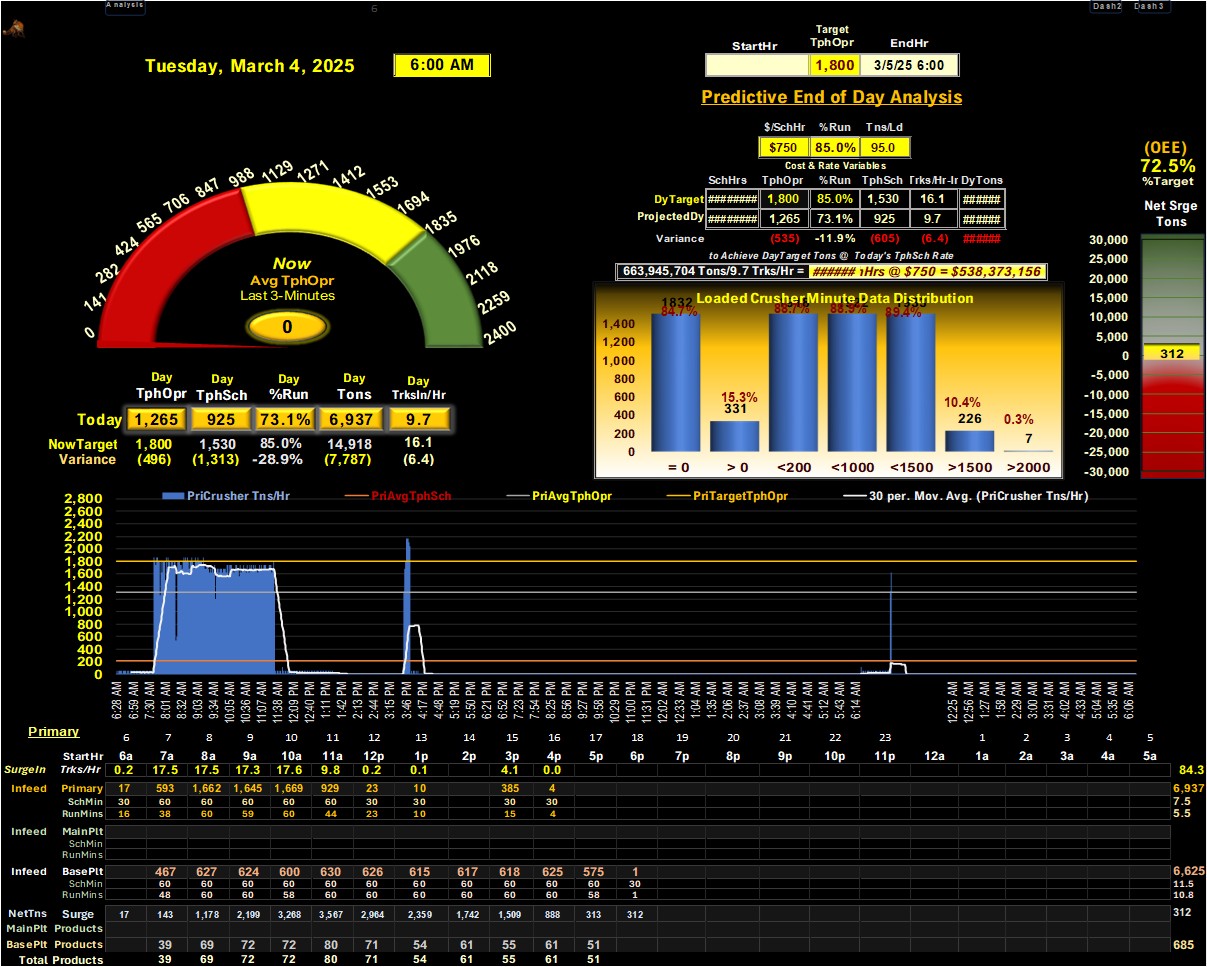 Analysis
6
Dash2 Dash3
Tuesday, March 4, 2025
6:00 AM
StartHr Target TphOpr EndHr
1,800 3/5/25 6:00
Predictive End of Day Analysis
$/SchHr %Run Tns/Ld
$750 85.0% 95.0
Cost & Rate Variables
SchHrs TphOpr %Run TphSch Trks/Hr-Ir DyTons
DyTarget ######## 1,800 85.0% 1,530 16.1 ######
ProjectedDy ######## 1,265 73.1% 925 9.7 ######
Variance (535) -11.9% (605) (6.4) ######
to Achieve DayTarget Tons @ Today's TphSch Rate
663,945,704 Tons/9.7 Trks/Hr = ###### ıHrs @ $750 = $538,373,156
(OEE)
72.5%
%Target
Net Srge
Tons
30,000
25,000
20,000
15,000
10,000
5,000
0
-5,000
-10,000
-15,000
-20,000
-25,000
-30,000
312
0 141 282 424 565 706 847 988 1129 1271 1412 1553 1694 1835 1976 2118 2259 2400
Now
Avg TphOpr
Last 3-Minutes
0
Day Day Day Day Day
TphOpr TphSch %Run Tons TrksIn/Hr
Today 1,265 925 73.1% 6,937 9.7
NowTarget 1,800 1,530 85.0% 14,918 16.1
Variance (496) (1,313) -28.9% (7,787) (6.4)
Loaded Crusher Minute Data Distribution
1832
84.7% 88.7% 88.9% 89.4%
1,400
1,200
1,000
800
600
400
200
0
15.3%
331
10.4%
226
0.3%
7
= 0 > 0 <200 <1000 <1500 >1500 >2000
PriCrusher Tns/Hr PriAvgTphSch PriAvgTphOpr PriTargetTphOpr 30 per. Mov. Avg. (PriCrusher Tns/Hr)
2,800
2,600
2,400
2,200
2,000
1,800
1,600
1,400
1,200
1,000
800
600
400
200
0
6:28 AM 6:59 AM 7:30 AM 8:01 AM 8:32 AM 9:03 AM 9:34 AM 10:05 AM 10:36 AM 11:07 AM 11:38 AM 12:09 PM 12:40 PM 1:11 PM 1:42 PM 2:13 PM 2:44 PM 3:15 PM 3:46 PM 4:17 PM 4:48 PM 5:19 PM 5:50 PM 6:21 PM 6:52 PM 7:23 PM 7:54 PM 8:25 PM 8:56 PM 9:27 PM 9:58 PM 10:29 PM 11:00 PM 11:31 PM 12:02 AM 12:33 AM 1:04 AM 1:35 AM 2:06 AM 2:37 AM 3:08 AM 3:39 AM 4:10 AM 4:41 AM 5:12 AM 5:43 AM 6:14 AM 12:25 AM 12:56 AM 1:27 AM 1:58 AM 2:29 AM 3:00 AM 3:31 AM 4:02 AM 4:33 AM 5:04 AM 5:35 AM 6:06 AM
Primary
6 7 8 9 10 11 12 13 14 15 16 17 18 19 20 21 22 23 1 2 3 4 5
StartHr 6a 7a 8a 9a 10a 11a 12p 1p 2p 3p 4p 5p 6p 7p 8p 9p 10p 11p 12a 1a 2a 3a 4a 5a
SurgeIn Trks/Hr 0.2 17.5 17.5 17.3 17.6 9.8 0.2 0.1 4.1 0.0 84.3
Infeed Primary 17 593 1,662 1,645 1,669 929 23 10 385 4 6,937
SchMin 30 60 60 60 60 60 30 30 30 30 7.5
RunMins 16 38 60 59 60 44 23 10 15 4 5.5
Infeed MainPlt
SchMin
RunMins
Infeed BasePlt 467 627 624 600 630 626 615 617 618 625 575 1 6,625
SchMin 60 60 60 60 60 60 60 60 60 60 60 30 11.5
RunMins 48 60 60 58 60 60 60 60 60 60 58 1 10.8
NetTns Surge 17 143 1,178 2,199 3,268 3,567 2,964 2,359 1,742 1,509 888 313 312 312
MainPlt Products
BasePlt Products 39 69 72 72 80 71 54 61 55 61 51 685
Total Products 39 69 72 72 80 71 54 61 55 61 51